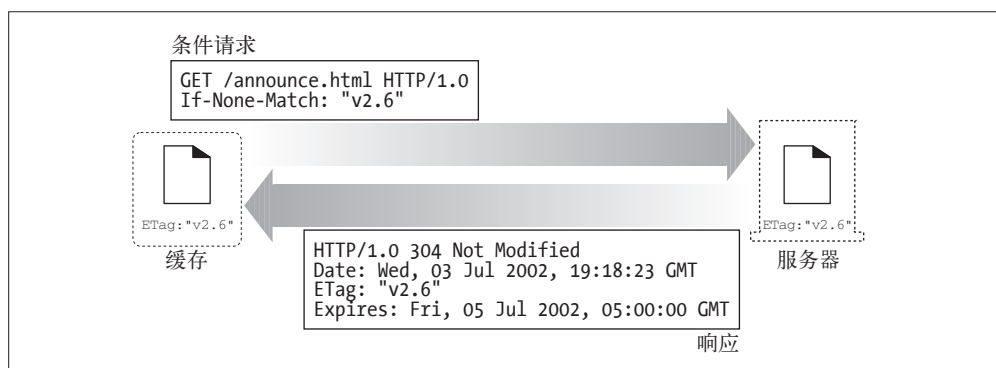 条件请求
GET /announce.html HTTP/1.0
If-None-Match: "v2.6"
ETag:"v2.6"
缓存
ETag:"v2.6"
服务器
HTTP/1.0 304 Not Modified
Date: Wed, 03 Jul 2002, 19:18:23 GMT
ETag: "v2.6"
Expires: Fri, 05 Jul 2002, 05:00:00 GMT
响应